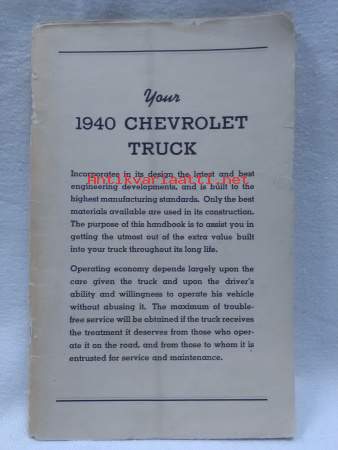 Your
1940 CHEVROLET
TRUCK
Incorporates in its design the latest and best
engineering developments, and is built to the
highest manufacturing standards. Only the best
materials available are used in its construction.
The purpose of this handbook is to assist you in
getting the utmost out of the extra value built
into your truck throughout its long life.
Operating economy depends largely upon the
care given the truck and upon the driver's
ability and willingness to operate his vehicle
without abusing it. The maximum of trouble-
free service will be obtained if the truck receives
the treatment it deserves from those who oper-
ate it on the road, and from those to whom it is
entrusted for service and maintenance.
Antikvariaatti.net